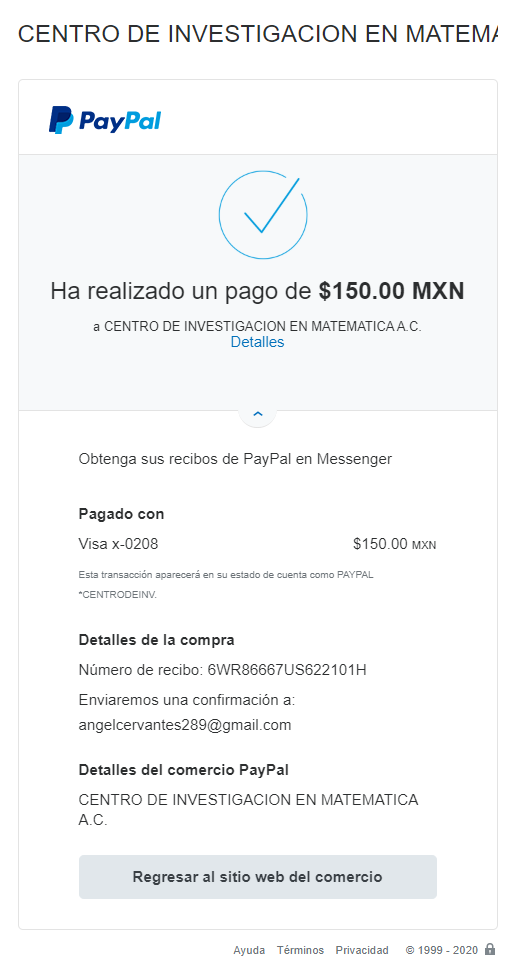 CENTRO DE INVESTIGACION EN MATEMA
PayPal
Ha realizado un pago de $150.00 MXN
a CENTRO DE INVESTIGACION EN MATEMATICA A.C.
Detalles
Obtenga sus recibos de PayPal en Messenger
Pagado con
Visa x-0208 $150.00 MXN
Esta transacción aparecerá en su estado de cuenta como PAYPAL
*CENTRODEINV.
Detalles de la compra
Número de recibo: 6WR86667US622101H
Enviaremos una confirmación a:
angelcervantes289@gmail.com
Detalles del comercio PayPal
CENTRO DE INVESTIGACION EN MATEMATICA
A.C.
Regresar al sitio web del comercio
Ayuda Términos Privacidad © 1999 - 2020